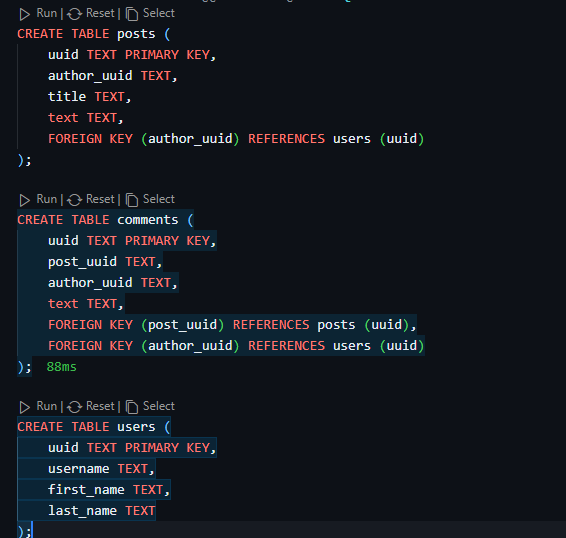 Run | Reset | Select
CREATE TABLE posts (
    uuid TEXT PRIMARY KEY,
    author_uuid TEXT,
    title TEXT,
    text TEXT,
    FOREIGN KEY (author_uuid) REFERENCES users (uuid)
);
Run | Reset | Select
CREATE TABLE comments (
    uuid TEXT PRIMARY KEY,
    post_uuid TEXT,
    author_uuid TEXT,
    text TEXT,
    FOREIGN KEY (post_uuid) REFERENCES posts (uuid),
    FOREIGN KEY (author_uuid) REFERENCES users (uuid)
); 88ms
Run | Reset | Select
CREATE TABLE users (
    uuid TEXT PRIMARY KEY,
    username TEXT,
    first_name TEXT,
    last_name TEXT
);